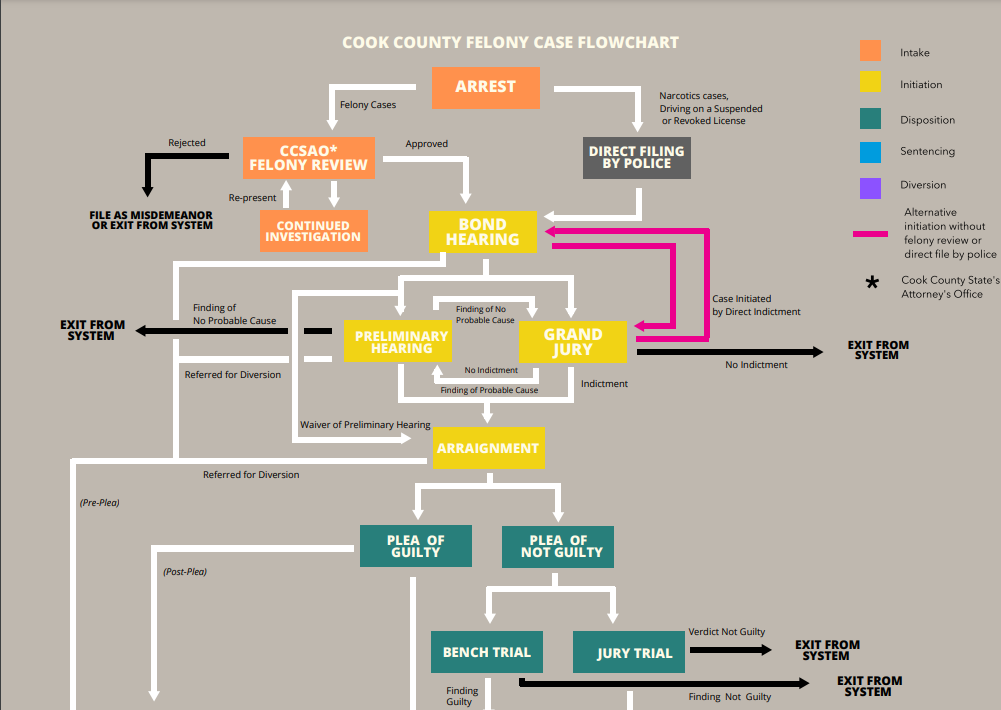 COOK COUNTY FELONY CASE FLOWCHART
Intake
Initiation
Disposition
Sentencing
Diversion
Alternative
initiation without
felony review or
direct file by police
* Cook County State's
Attorney's Office
ARREST
Felony Cases
Narcotics cases,
Driving on a Suspended
or Revoked License
Rejected
CCSAO*
FELONY REVIEW
Approved
DIRECT FILING
BY POLICE
Re-present
FILE AS MISDEMEANOR
OR EXIT FROM SYSTEM
CONTINUED
INVESTIGATION
BOND
HEARING
Finding of
No Probable Cause
Finding of No
Probable Cause
Case Initiated
by Direct Indictment
EXIT FROM
SYSTEM
PRELIMINARY
HEARING
GRAND
JURY
EXIT FROM
SYSTEM
No Indictment
Referred for Diversion
No Indictment
Finding of Probable Cause
Indictment
Waiver of Preliminary Hearing
ARRAIGNMENT
Referred for Diversion
(Pre-Plea)
PLEA OF
GUILTY
PLEA OF
NOT GUILTY
(Post-Plea)
BENCH TRIAL
JURY TRIAL
Verdict Not Guilty
EXIT FROM
SYSTEM
EXIT FROM
SYSTEM
Finding
Guilty
Finding Not Guilty